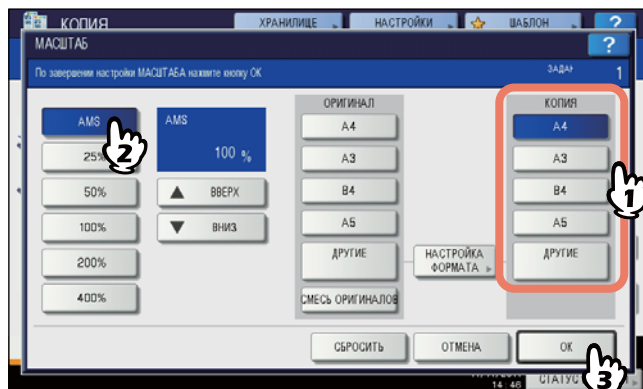 КОПИЯ ХРАНИЛИЩЕ НАСТРОЙКИ ШАБЛОН ?
МАСШТАБ ?
По завершении настройки МАСШТАБА нажмите кнопку OK 1
ОРИГИНАЛ КОПИЯ
AMS AMS A4 A4
25% 100 % A3 A3
2
50% ВВЕРХ B4 B4
1
100% ВНИЗ A5 A5
200% ДРУГИЕ НАСТРОЙКА ФОРМАТА ДРУГИЕ
400% СМЕСЬ ОРИГИНАЛОВ
СБРОСИТЬ ОТМЕНА OK
3
14:46 СТАТУС